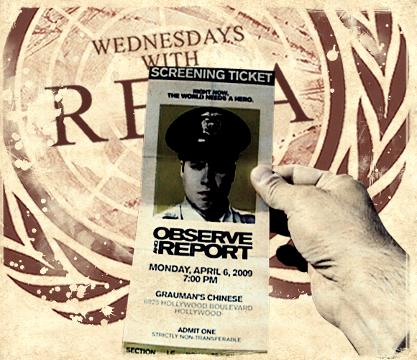 WEDNESDAYS
WITH
SCREENING TICKET
RIGHT NOW,
THE WORLD NEEDS A HERO.
OBSERVE
AND REPORT
MONDAY, APRIL 6, 2009
7:00 PM
GRAUMAN'S CHINESE
6925 HOLLYWOOD BOULEVARD
HOLLYWOOD
ADMIT ONE
STRICTLY NON-TRANSFERABLE
SECTION